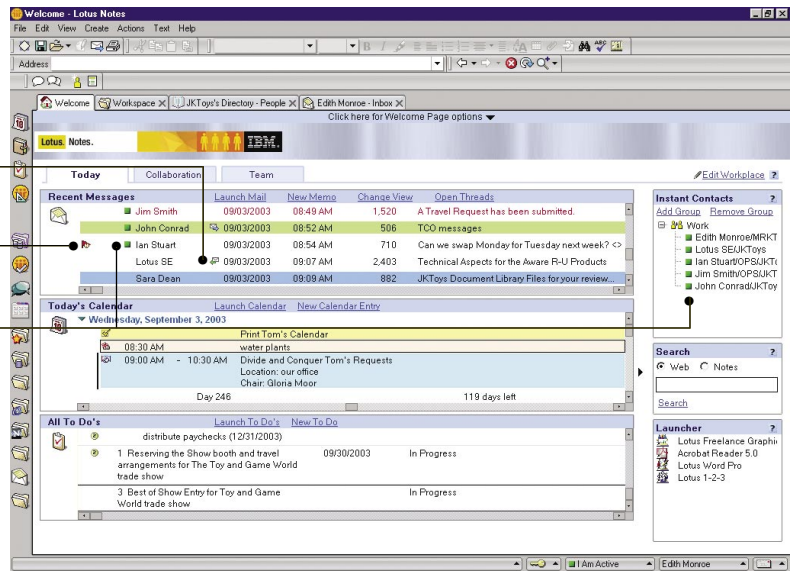 Welcome - Lotus Notes
File Edit View Create Actions Text Help
Address
Welcome Workspace JKToys's Directory - People Edith Monroe - Inbox
Click here for Welcome Page options
Lotus. Notes. IBM.
Today Collaboration Team Edit Workplace ?
Recent Messages Launch Mail New Memo Change View Open Threads
Jim Smith 09/03/2003 08:49 AM 1,520 A Travel Request has been submitted.
John Conrad 09/03/2003 08:52 AM 506 TCO messages
Ian Stuart 09/03/2003 08:54 AM 710 Can we swap Monday for Tuesday next week? <>
Lotus SE 09/03/2003 09:07 AM 2,403 Technical Aspects for the Aware R-U Products
Sara Dean 09/03/2003 09:09 AM 882 JKToys Document Library Files for your review...
Today's Calendar Launch Calendar New Calendar Entry
Wednesday, September 3, 2003
Print Tom's Calendar
08:30 AM water plants
09:00 AM - 10:30 AM Divide and Conquer Tom's Requests
Location: our office
Chair: Gloria Moor
Day 246 119 days left
All To Do's Launch To Do's New To Do
distribute paychecks (12/31/2003)
1 Reserving the Show booth and travel 09/30/2003 In Progress
arrangements for The Toy and Game World
trade show
3 Best of Show Entry for Toy and Game In Progress
World trade show
Instant Contacts ?
Add Group Remove Group
Work
Edith Monroe/MRKT
Lotus SE/JKToys
Ian Stuart/OPS/JKT
Jim Smith/OPS/JKT
John Conrad/JKToy
Search ?
Web Notes
Search
Launcher ?
Lotus Freelance Graphi
Acrobat Reader 5.0
Lotus Word Pro
Lotus 1-2-3
I Am Active Edith Monroe